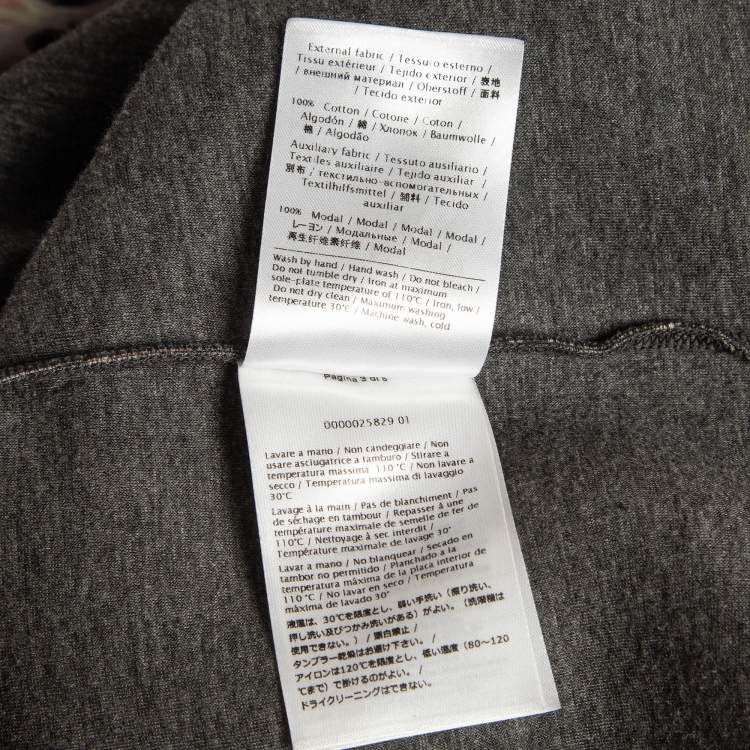 External fabric / Tessuto esterno /
Tissu extérieur / Tejido exterior / 表地
/ внешний материал / Oberstoff / 面料
/ Tecido exterior
100% Cotton / Cotone / Coton /
Algodón / 綿 / Хлопок / Baumwolle /
棉 / Algodão
Auxiliary fabric / Tessuto ausiliario /
Textiles auxiliaire / Tejido auxiliar /
別布 / текстильно-вспомогательных /
Textilhilfsmittel / 辅料 / Tecido
auxiliar
100% Modal / Modal / Modal / Modal /
レーヨン / Модальные / Modal /
再生纤维素纤维 / Modal
Wash by hand / Hand wash / Do not bleach /
Do not tumble dry / Iron at maximum
sole-plate temperature of 110°C / Iron, low /
Do not dry clean / Maximum washing
temperature 30°C / Machine wash, cold
Pagina 3 di 6
0000025829 01
Lavare a mano / Non candeggiare / Non
usare asciugatrice a tamburo / Stirare a
temperatura massima 110°C / Non lavare a
secco / Temperatura massima di lavaggio
30°C
Lavage à la main / Pas de blanchiment / Pas
de séchage en tambour / Repasser à une
température maximale de semelle de fer de
110°C / Nettoyage à sec interdit /
Température maximale de lavage 30°
Lavar a mano / No blanquear / Secado en
tambor no permitido / Planchado a la
temperatura máxima de la placa interior de
110°C / No lavar en seco / Temperatura
máxima de lavado 30°
液温は、30℃を限度とし、弱い手洗い（振り洗い、
押し洗い及びつかみ洗いがある）がよい。（洗濯機は
使用できない。）/ 漂白禁止 /
タンブラー乾燥はお避け下さい。/
アイロンは120℃を限度とし、低い温度（80～120
℃まで）で掛けるのがよい。/
ドライクリーニングはできない。